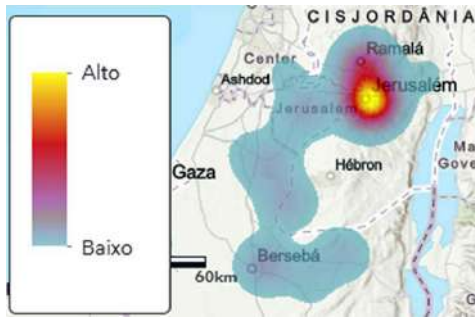 CISJORDÂNIA
Alto
Center
Ramalá
Ashdod
Jerusalém
Jerusalem
Gaza
Hébron
Ma
Gove
Baixo
Bersebá
60km
G